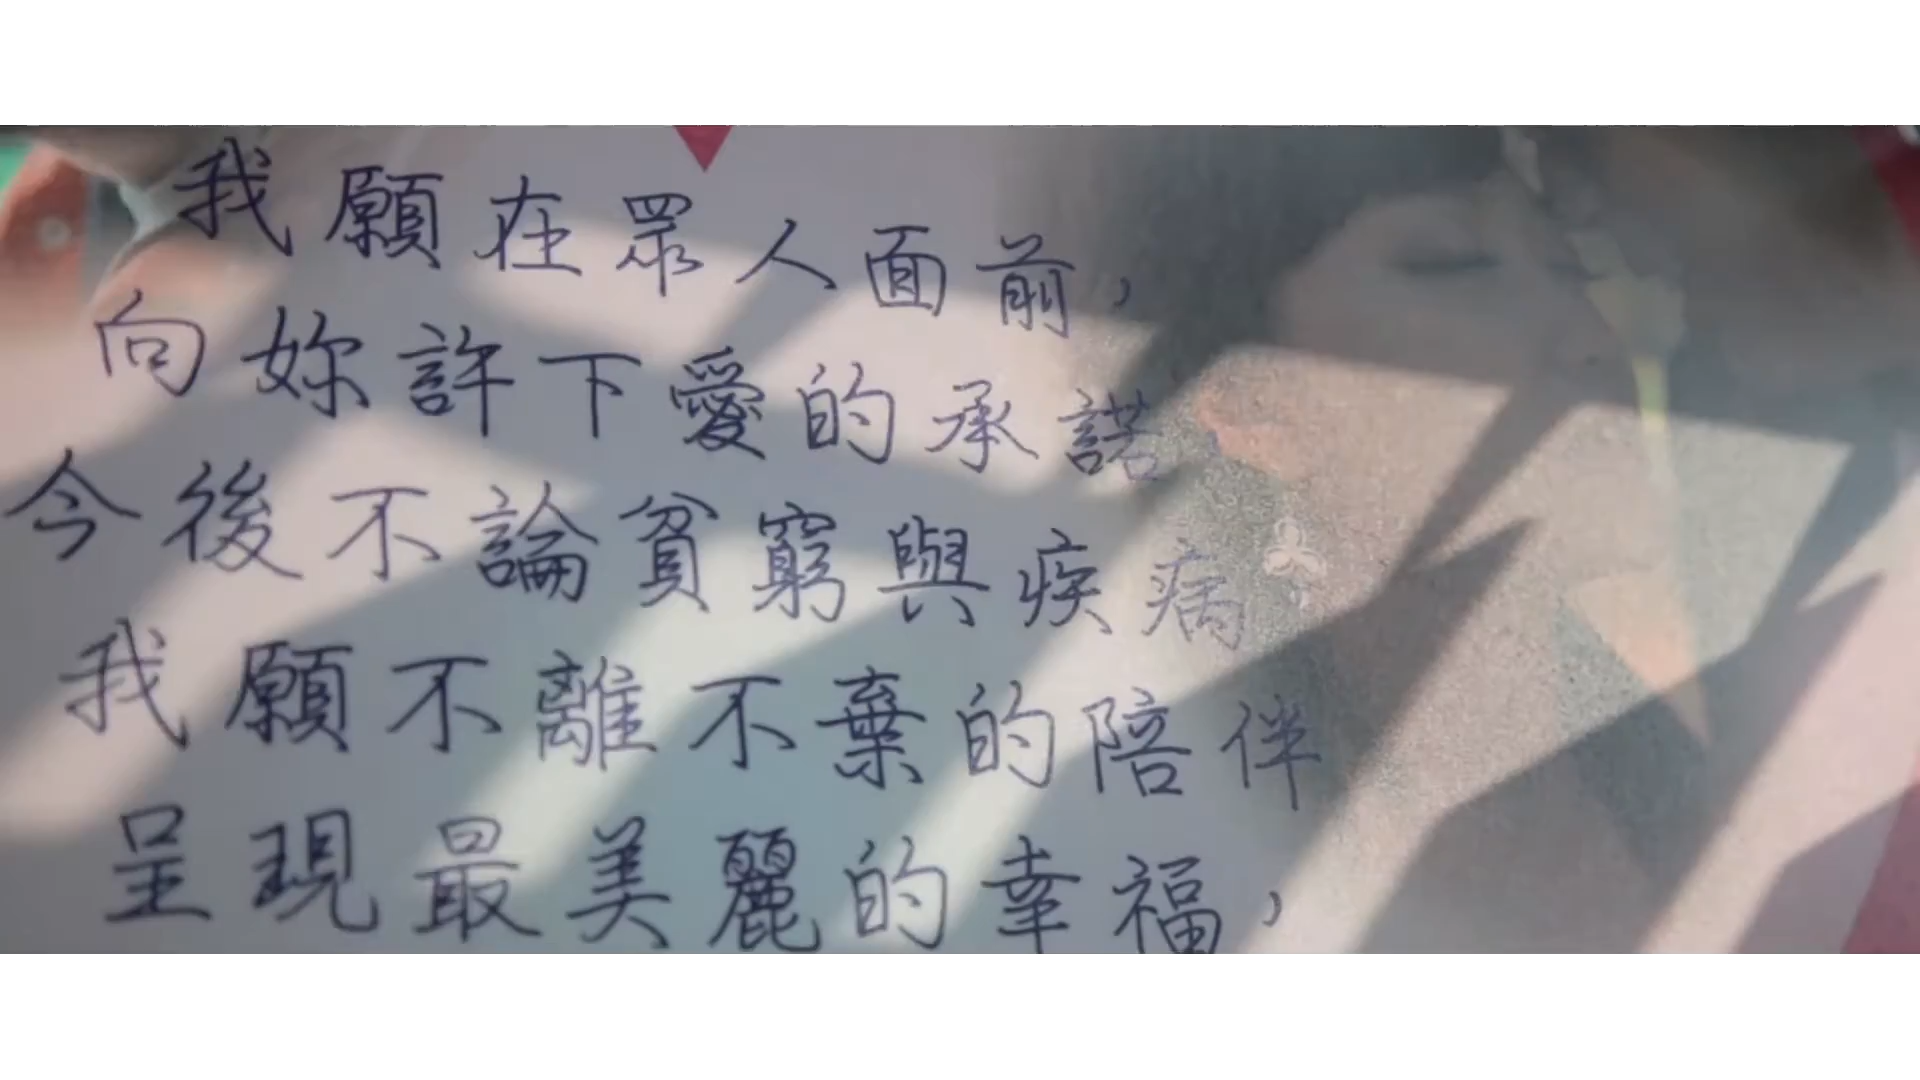 我願在眾人面前，
向妳許下愛的承諾
今後不論貧窮與疾病
我願不離不棄的陪伴
呈現最美麗的幸福，